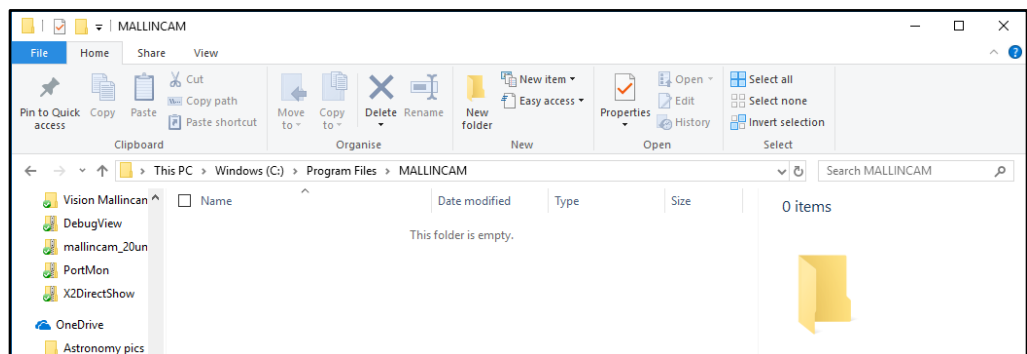 MALLINCAM
File Home Share View
Pin to Quick access
Copy
Paste
Cut
Copy path
Paste shortcut
Clipboard
Move to
Copy to
Delete
Rename
Organise
New folder
New item
Easy access
New
Properties
Open
Edit
History
Open
Select all
Select none
Invert selection
Select
This PC > Windows (C:) > Program Files > MALLINCAM
Search MALLINCAM
Vision Mallincan
DebugView
mallincam_20un
PortMon
X2DirectShow
OneDrive
Astronomy pics
Name Date modified Type Size
This folder is empty.
0 items